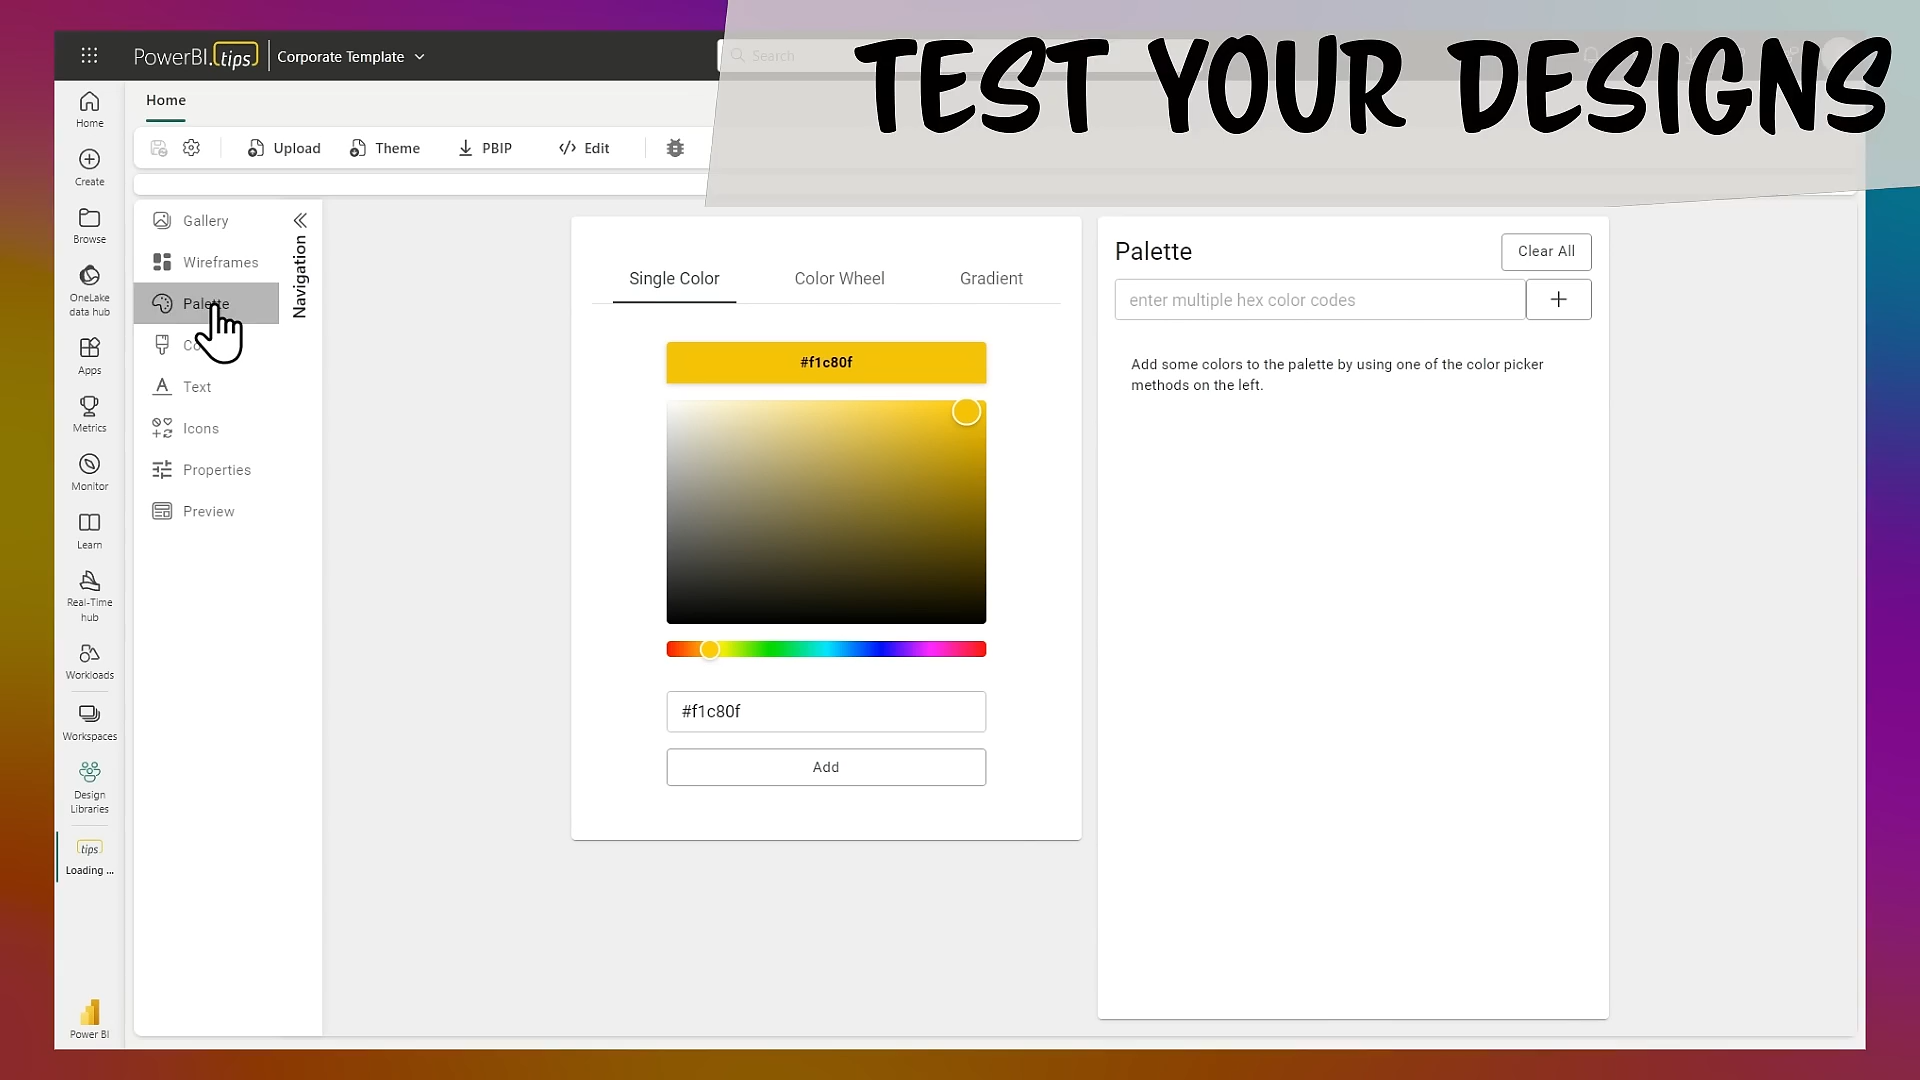 TEST YOUR DESIGNS
PowerBI.tips
Corporate Template
Search
Home
Create
Browse
OneLake
data hub
Apps
Metrics
Monitor
Learn
Real-Time
hub
Workloads
Workspaces
Design
Libraries
tips
Loading ...
Power BI
Home
Upload
Theme
PBIP
Edit
Gallery
Wireframes
Palette
Text
Icons
Properties
Preview
Navigation
Single Color
Color Wheel
Gradient
#f1c80f
#f1c80f
Add
Palette
Clear All
enter multiple hex color codes
Add some colors to the palette by using one of the color picker
methods on the left.